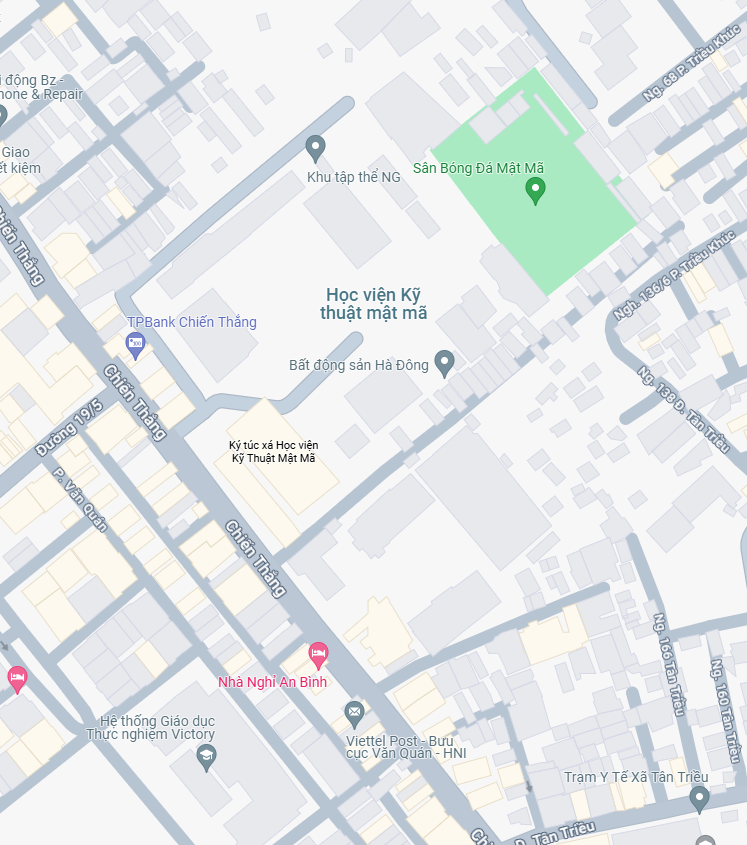 Ng. 68 P. Triều Khúc
i động Bz -
hone & Repair
Giao
ết kiệm
Khu tập thể NG
Sân Bóng Đá Mật Mã
Chiến Thắng
Ngh. 136/6 P. Triều Khúc
Học viện Kỹ
thuật mật mã
TPBank Chiến Thắng
Bất động sản Hà Đông
Chiến Thắng
Đường 19/5
Ng. 138 Đ. Tân Triều
Ký túc xá Học viện
Kỹ Thuật Mật Mã
P. Văn Quán
Chiến Thắng
Ng. 166 Tân Triều
Ng. 160 Tân Triều
Nhà Nghỉ An Bình
Hệ thống Giáo dục
Thực nghiệm Victory
Viettel Post - Bưu
cục Văn Quán - HNI
Trạm Y Tế Xã Tân Triều
Đ. Tân Triều
Chi